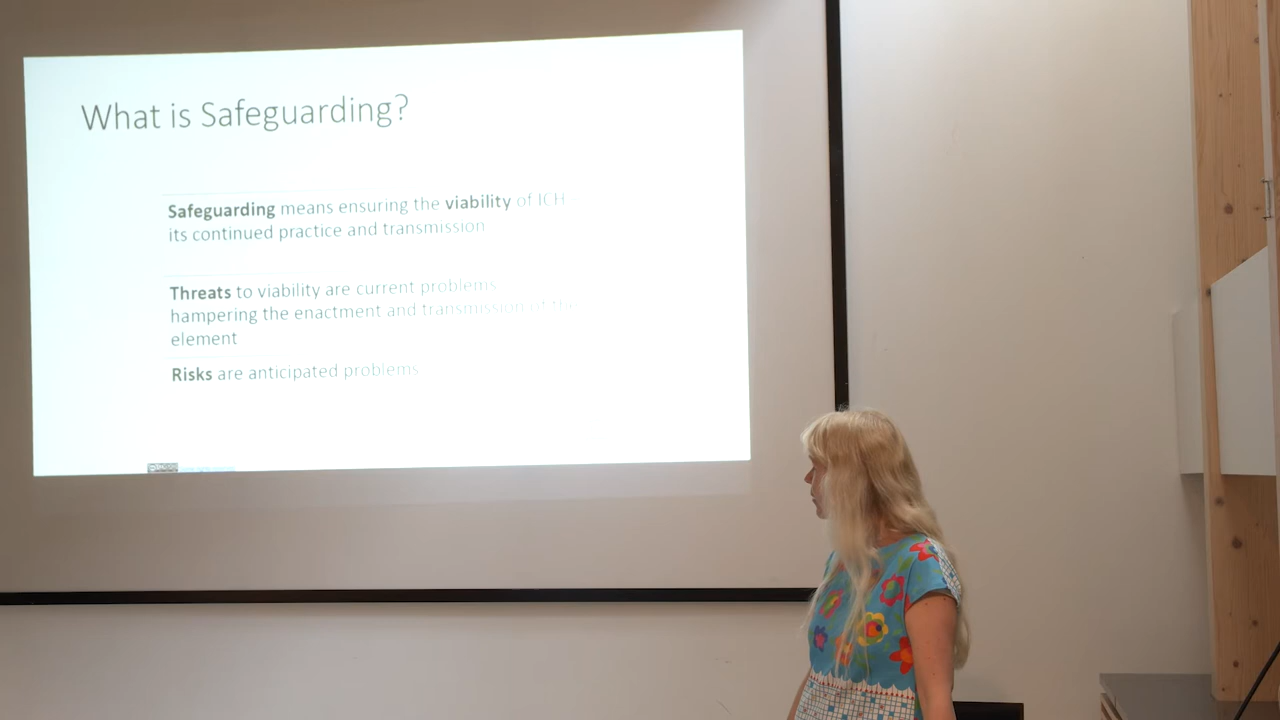 What is Safeguarding?
Safeguarding means ensuring the viability of ICH -
its continued practice and transmission
Threats to viability are current problems
hampering the enactment and transmission of the
element
Risks are anticipated problems